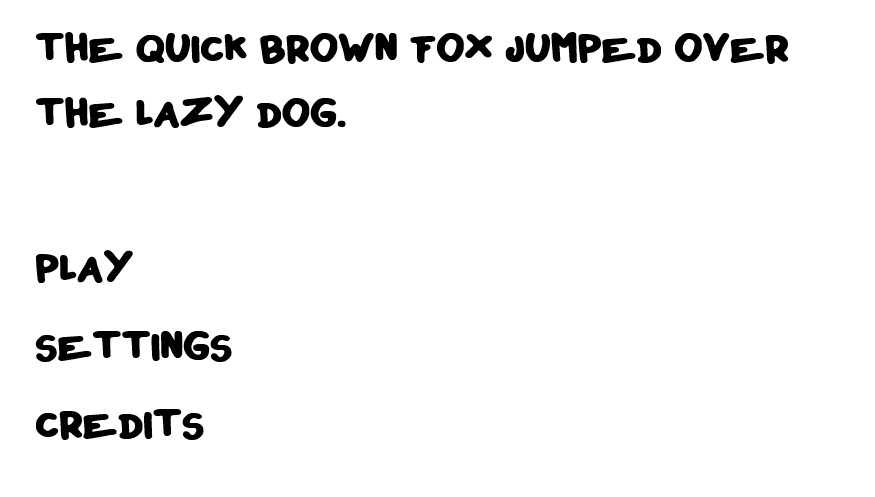 THE QUICK BROWN FOX JUMPED OVER
THE LAZY DOG.
PLAY
SETTINGS
CREDITS